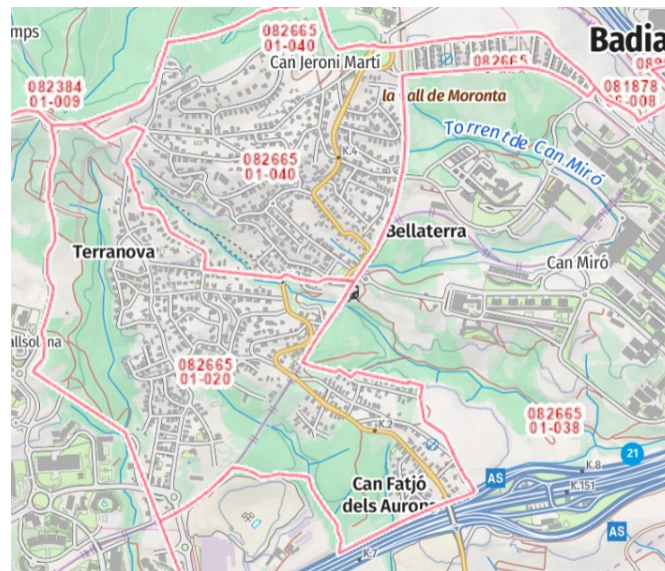 mps
082665
01-040
Can Jeroni Martí
Badia
082665
082384
01-009
081878
la
all de Moronta
Torrent de Can Miró
K.4
082665
01-040
Bellaterra
Terranova
Can Miró
082665
01-020
K.2
082665
01-038
21
K.8
AS
K.151
Can Fatjó
dels Aurons
AS
K.7